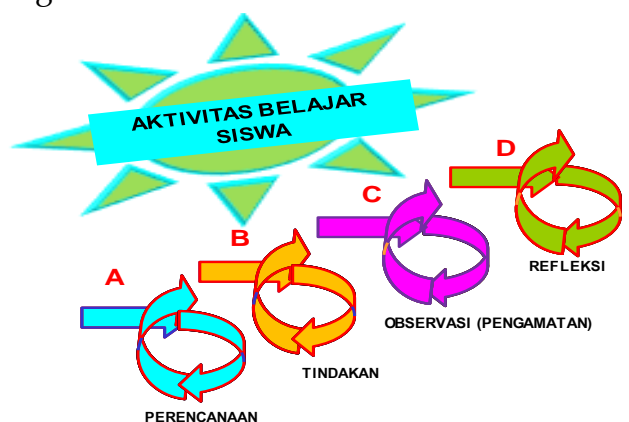 AKTIVITAS BELAJAR
SISWA
A
PERENCANAAN
B
TINDAKAN
C
OBSERVASI (PENGAMATAN)
D
REFLEKSI